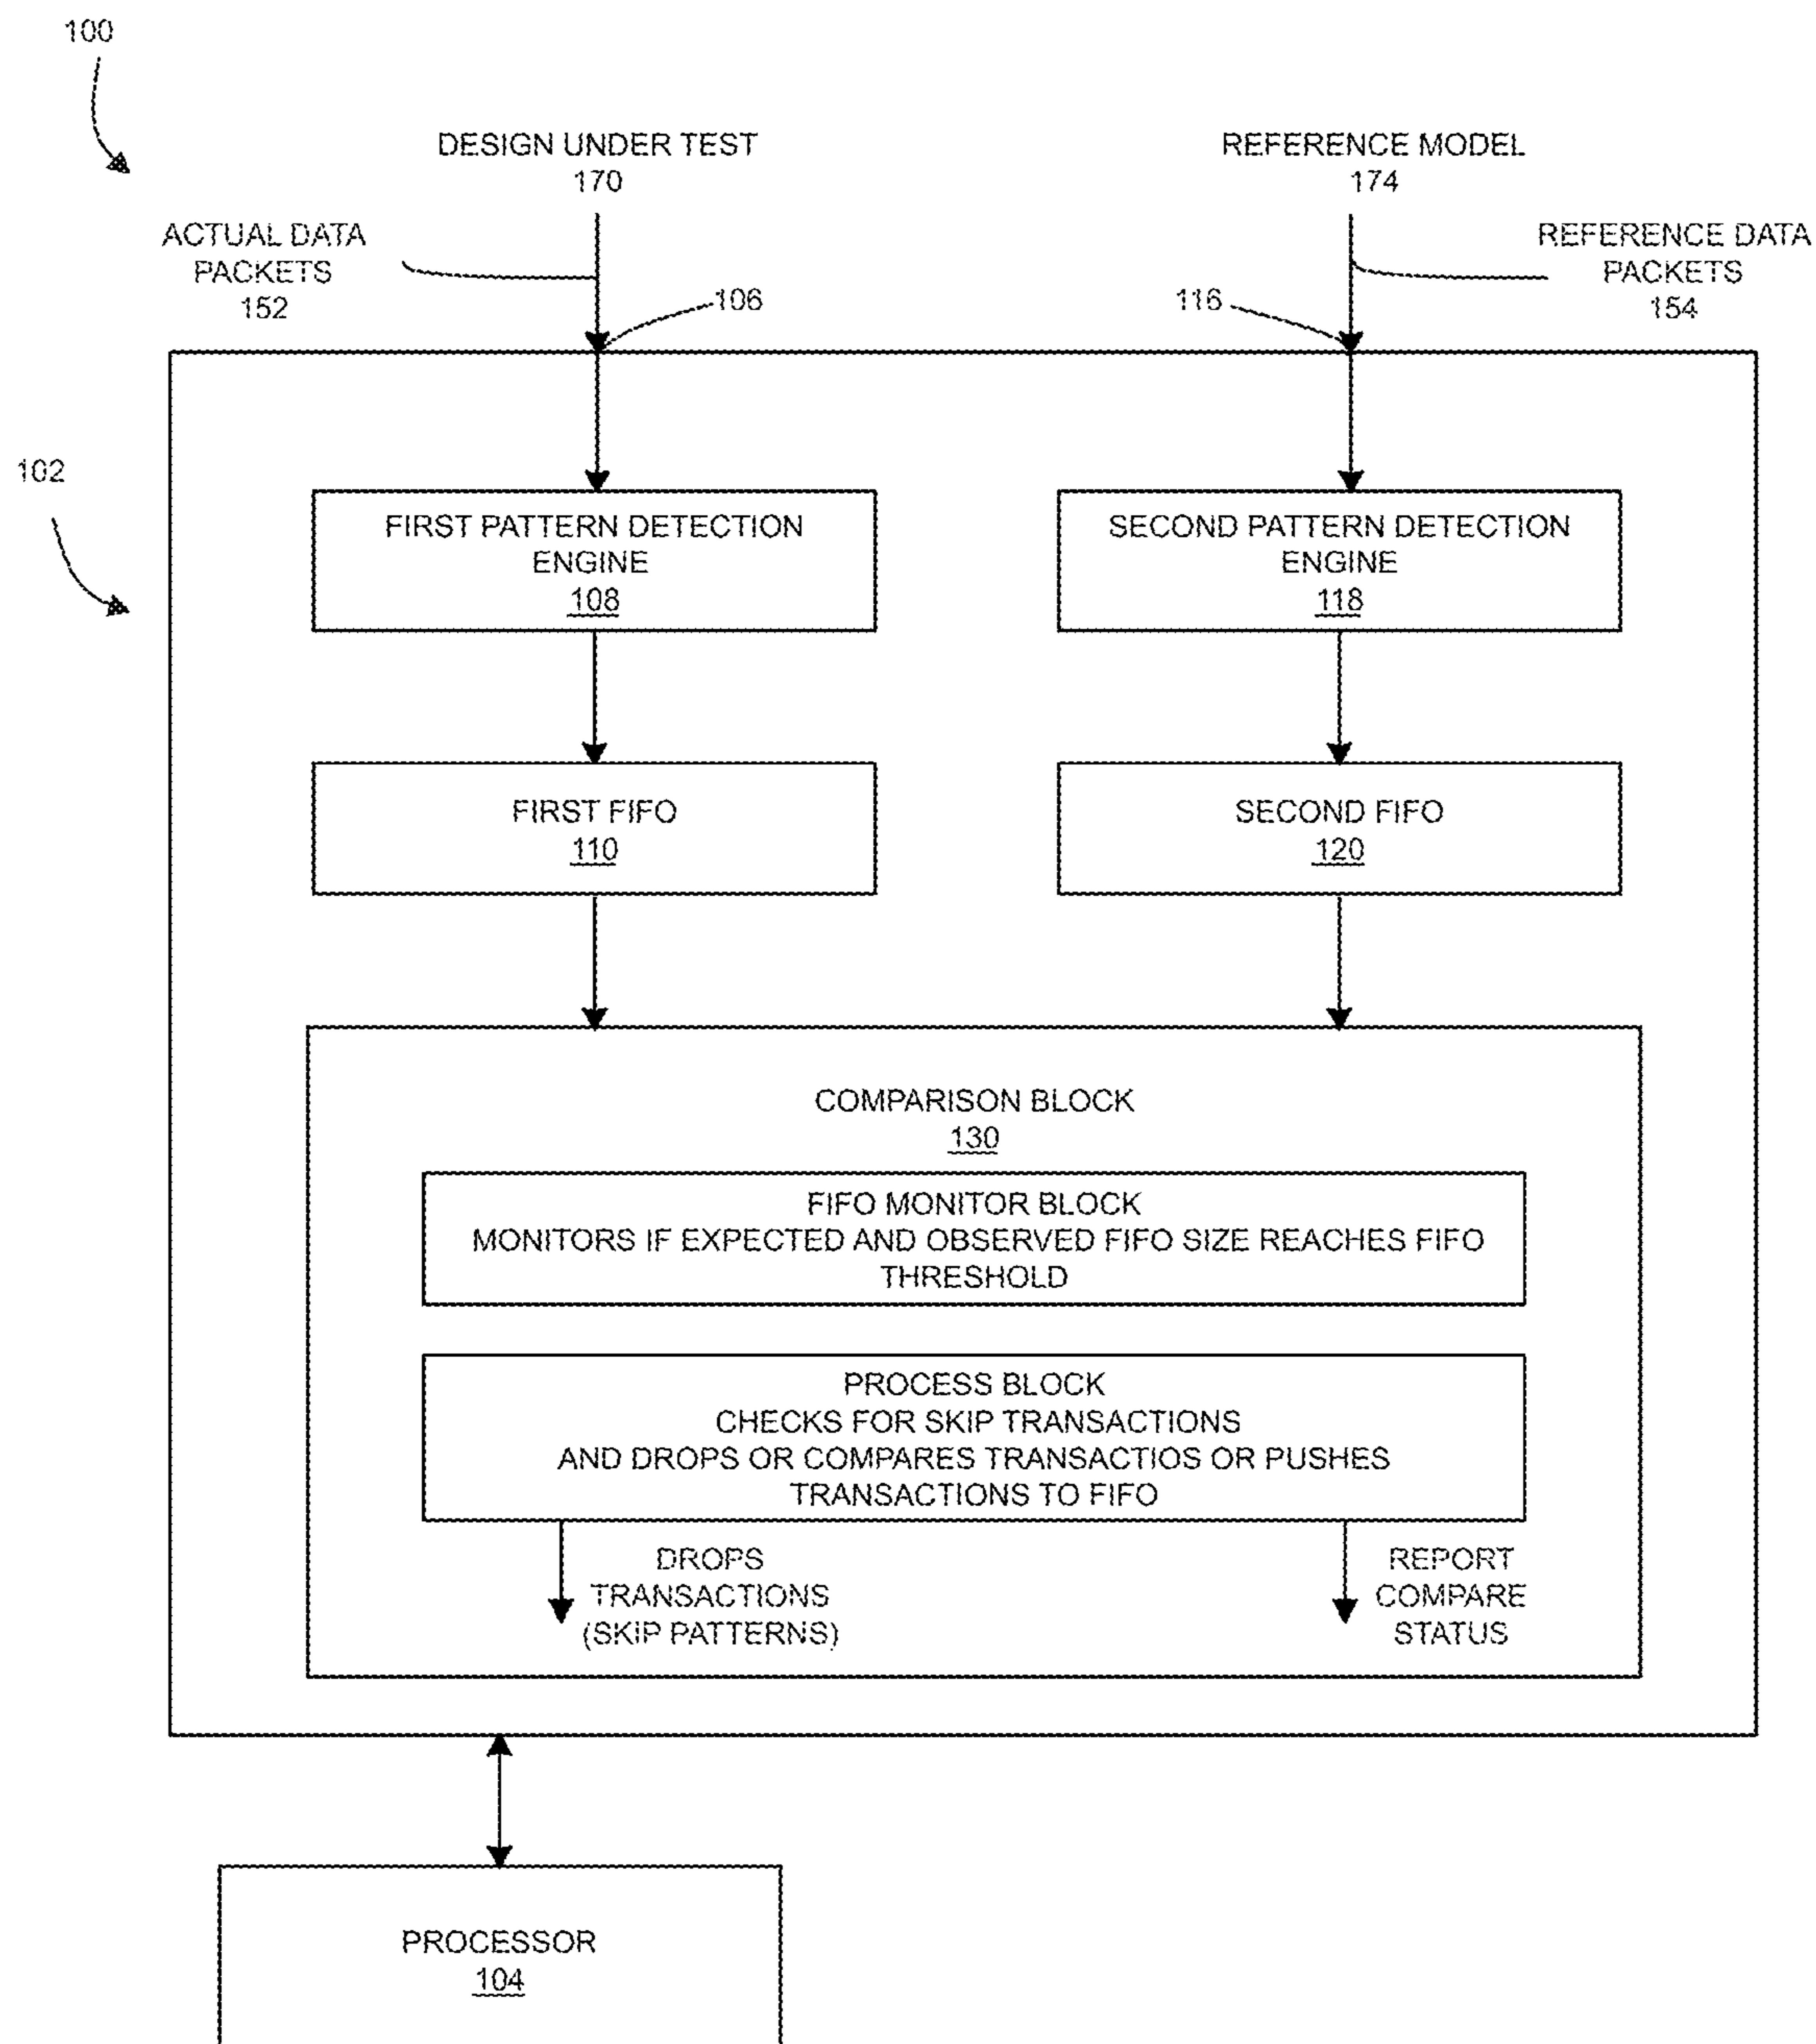 100
DESIGN UNDER TEST
170
REFERENCE MODEL
174
ACTUAL DATA
PACKETS
152
REFERENCE DATA
PACKETS
154
106
116
102
FIRST PATTERN DETECTION
ENGINE
108
SECOND PATTERN DETECTION
ENGINE
118
FIRST FIFO
110
SECOND FIFO
120
COMPARISON BLOCK
130
FIFO MONITOR BLOCK
MONITORS IF EXPECTED AND OBSERVED FIFO SIZE REACHES FIFO
THRESHOLD
PROCESS BLOCK
CHECKS FOR SKIP TRANSACTIONS
AND DROPS OR COMPARES TRANSACTIOS OR PUSHES
TRANSACTIONS TO FIFO
DROPS
TRANSACTIONS
(SKIP PATTERNS)
REPORT
COMPARE
STATUS
PROCESSOR
104